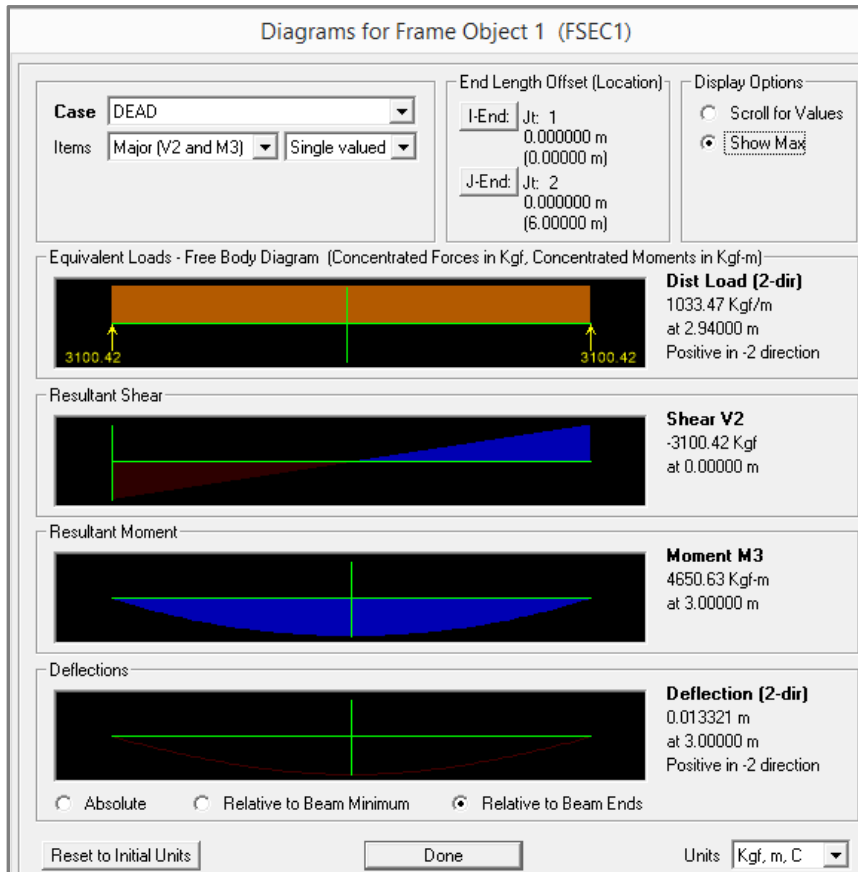 Diagrams for Frame Object 1 (FSEC1)
Case DEAD
Items Major (V2 and M3) Single valued
End Length Offset (Location)
I-End: Jt: 1
0.000000 m
(0.00000 m)
J-End: Jt: 2
0.000000 m
(6.00000 m)
Display Options
Scroll for Values
Show Max
Equivalent Loads - Free Body Diagram (Concentrated Forces in Kgf, Concentrated Moments in Kgf-m)
3100.42 3100.42
Dist Load (2-dir)
1033.47 Kgf/m
at 2.94000 m
Positive in -2 direction
Resultant Shear
Shear V2
-3100.42 Kgf
at 0.00000 m
Resultant Moment
Moment M3
4650.63 Kgf-m
at 3.00000 m
Deflections
Deflection (2-dir)
0.013321 m
at 3.00000 m
Positive in -2 direction
Absolute Relative to Beam Minimum Relative to Beam Ends
Reset to Initial Units Done Units Kgf, m, C